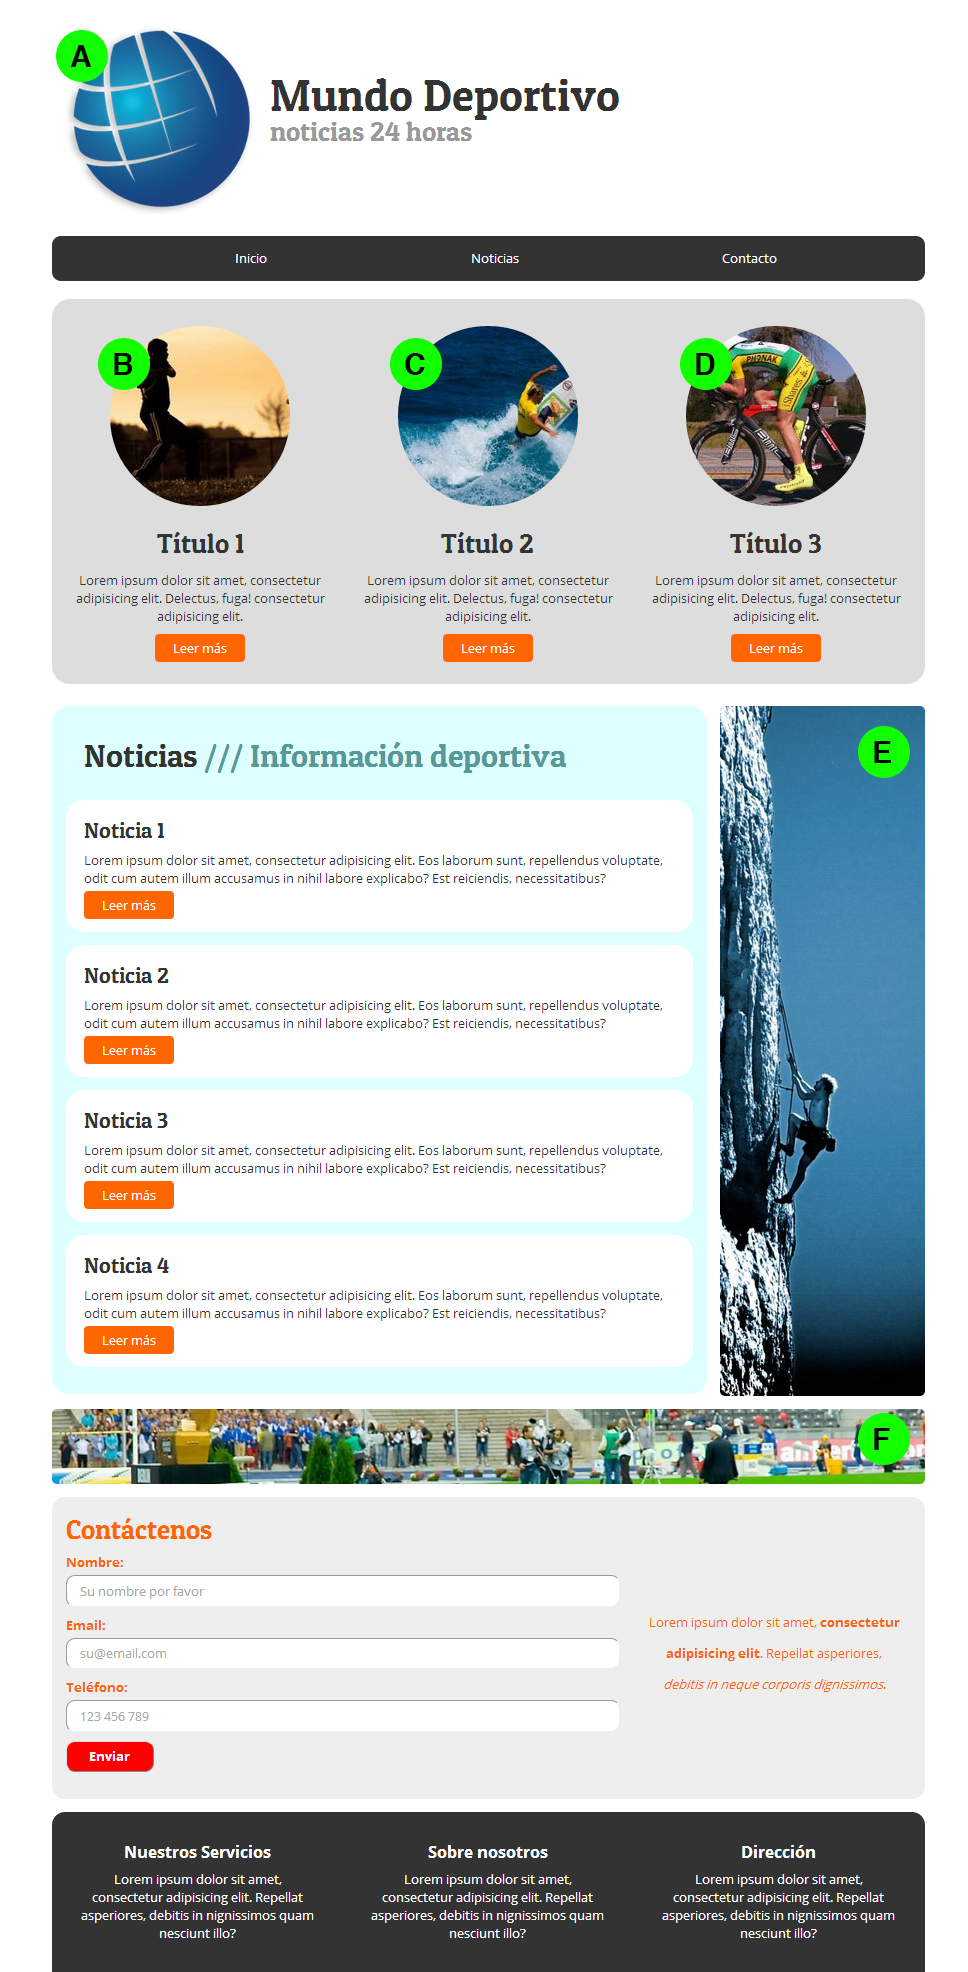 A
Mundo Deportivo
noticias 24 horas
Inicio Noticias Contacto
B C D
PHONAK
Título 1 Título 2 Título 3
Lorem ipsum dolor sit amet, consectetur
adipisicing elit. Delectus, fuga! consectetur
adipisicing elit.
Leer más
Lorem ipsum dolor sit amet, consectetur
adipisicing elit. Delectus, fuga! consectetur
adipisicing elit.
Leer más
Lorem ipsum dolor sit amet, consectetur
adipisicing elit. Delectus, fuga! consectetur
adipisicing elit.
Leer más
Noticias /// Información deportiva
E
Noticia 1
Lorem ipsum dolor sit amet, consectetur adipisicing elit. Eos laborum sunt, repellendus voluptate,
odit cum autem illum accusamus in nihil labore explicabo? Est reiciendis, necessitatibus?
Leer más
Noticia 2
Lorem ipsum dolor sit amet, consectetur adipisicing elit. Eos laborum sunt, repellendus voluptate,
odit cum autem illum accusamus in nihil labore explicabo? Est reiciendis, necessitatibus?
Leer más
Noticia 3
Lorem ipsum dolor sit amet, consectetur adipisicing elit. Eos laborum sunt, repellendus voluptate,
odit cum autem illum accusamus in nihil labore explicabo? Est reiciendis, necessitatibus?
Leer más
Noticia 4
Lorem ipsum dolor sit amet, consectetur adipisicing elit. Eos laborum sunt, repellendus voluptate,
odit cum autem illum accusamus in nihil labore explicabo? Est reiciendis, necessitatibus?
Leer más
F
Contáctenos
Nombre:
Su nombre por favor
Email:
su@email.com
Teléfono:
123 456 789
Enviar
Lorem ipsum dolor sit amet, consectetur
adipisicing elit. Repellat asperiores,
debitis in neque corporis dignissimos.
Nuestros Servicios
Lorem ipsum dolor sit amet,
consectetur adipisicing elit. Repellat
asperiores, debitis in nignissimos quam
nesciunt illo?
Sobre nosotros
Lorem ipsum dolor sit amet,
consectetur adipisicing elit. Repellat
asperiores, debitis in nignissimos quam
nesciunt illo?
Dirección
Lorem ipsum dolor sit amet,
consectetur adipisicing elit. Repellat
asperiores, debitis in nignissimos quam
nesciunt illo?